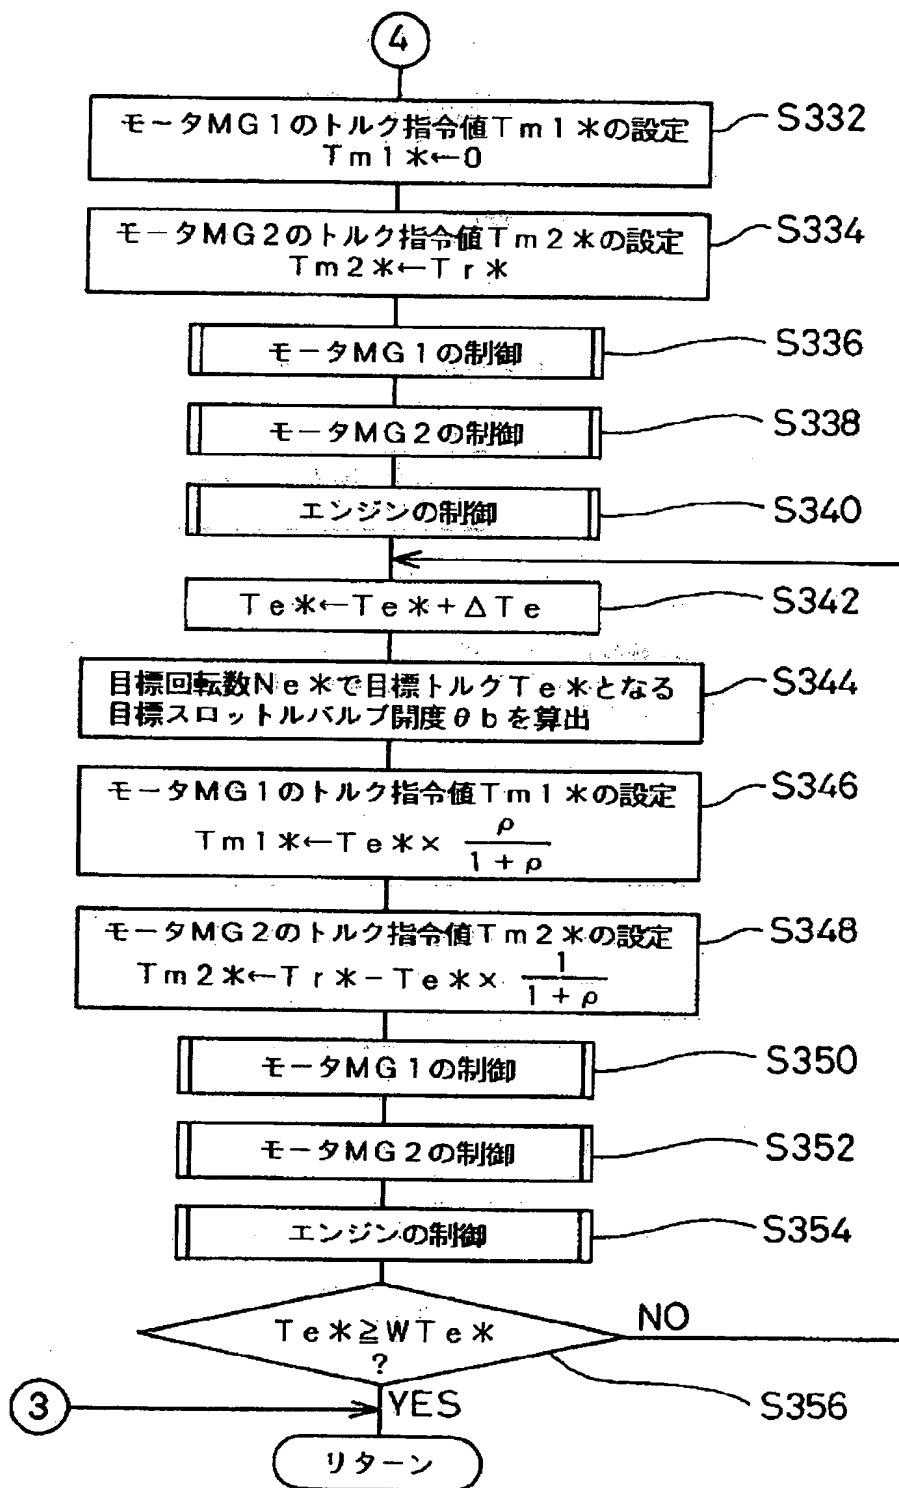 4
モータMG1のトルク指令値Tm1*の設定
Tm1*←0
S332
モータMG2のトルク指令値Tm2*の設定
Tm2*←Tr*
S334
モータMG1の制御
S336
モータMG2の制御
S338
エンジンの制御
S340
Te*←Te*+ΔTe
S342
目標回転数Ne*で目標トルクTe*となる
目標スロットルバルブ開度θbを算出
S344
モータMG1のトルク指令値Tm1*の設定
Tm1*←Te*× ρ/(1+ρ)
S346
モータMG2のトルク指令値Tm2*の設定
Tm2*←Tr*-Te*× 1/(1+ρ)
S348
モータMG1の制御
S350
モータMG2の制御
S352
エンジンの制御
S354
Te*≧WTe*
?
NO
S356
3
YES
リターン